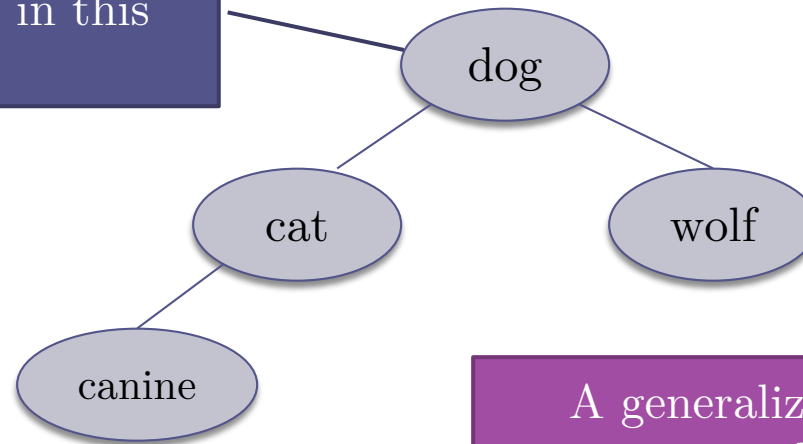 in this
dog
cat
wolf
canine
A generaliz